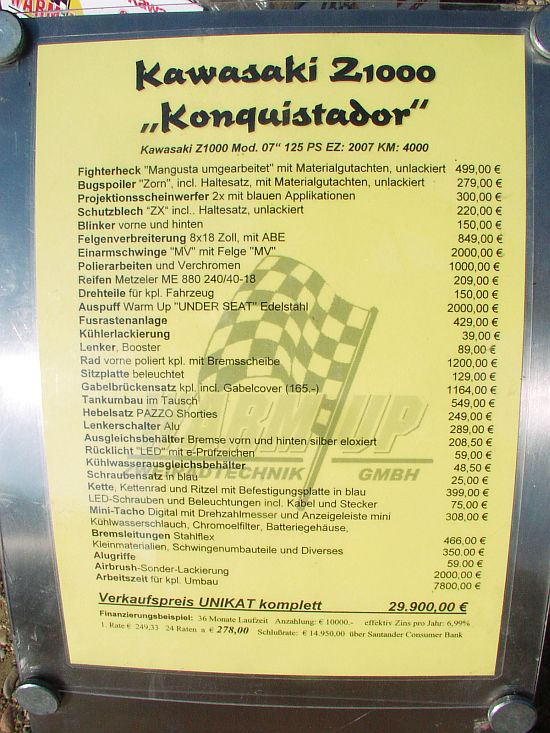 Kawasaki Z1000
„Konquistador“
Kawasaki Z1000 Mod. 07“ 125 PS EZ: 2007 KM: 4000
Fighterheck "Mangusta umgearbeitet" mit Materialgutachten, unlackiert 499,00 €
Bugspoiler "Zorn", incl. Haltesatz, mit Materialgutachten, unlackiert 279,00 €
Projektionsscheinwerfer 2x mit blauen Applikationen 300,00 €
Schutzblech "ZX" incl.. Haltesatz, unlackiert 220,00 €
Blinker vorne und hinten 150,00 €
Felgenverbreiterung 8x18 Zoll, mit ABE 849,00 €
Einarmschwinge "MV" mit Felge "MV" 2000,00 €
Polierarbeiten und Verchromen 1000,00 €
Reifen Metzeler ME 880 240/40-18 209,00 €
Drehteile für kpl. Fahrzeug 150,00 €
Auspuff Warm Up "UNDER SEAT" Edelstahl 2000,00 €
Fusrastenanlage 429,00 €
Kühlerlackierung 39,00 €
Lenker, Booster 89,00 €
Rad vorne poliert kpl. mit Bremsscheibe 1200,00 €
Sitzplatte beleuchtet 129,00 €
Gabelbrückensatz kpl. incl. Gabelcover (165.-) 1164,00 €
Tankumbau im Tausch 549,00 €
Hebelsatz PAZZO Shorties 249,00 €
Lenkerschalter Alu 289,00 €
Ausgleichsbehälter Bremse vorn und hinten silber eloxiert 208,50 €
Rücklicht "LED" mit e-Prüfzeichen 59,00 €
Kühlwasserausgleichsbehälter 48,50 €
Schraubensatz in blau 25,00 €
Kette, Kettenrad und Ritzel mit Befestigungsplatte in blau 399,00 €
LED-Schrauben und Beleuchtungen incl. Kabel und Stecker 75,00 €
Mini-Tacho Digital mit Drehzahlmesser und Anzeigeleiste mini 308,00 €
Kühlwasserschlauch, Chromoelfilter, Batteriegehäuse,
Bremsleitungen Stahlflex 466,00 €
Kleinmaterialien, Schwingenumbauteile und Diverses 350.00 €
Alugriffe 59.00 €
Airbrush-Sonder-Lackierung 2000,00 €
Arbeitszeit für kpl. Umbau 7800,00 €
WARM UP
ZWEIRADTECHNIK GMBH
Verkaufspreis UNIKAT komplett 29.900,00 €
Finanzierungsbeispiel: 36 Monate Laufzeit Anzahlung: € 10000.- effektiv Zins pro Jahr: 6,99%
1. Rate € 249,33 24 Raten a € 278,00 Schlußrate: € 14.950,00 über Santander Consumer Bank